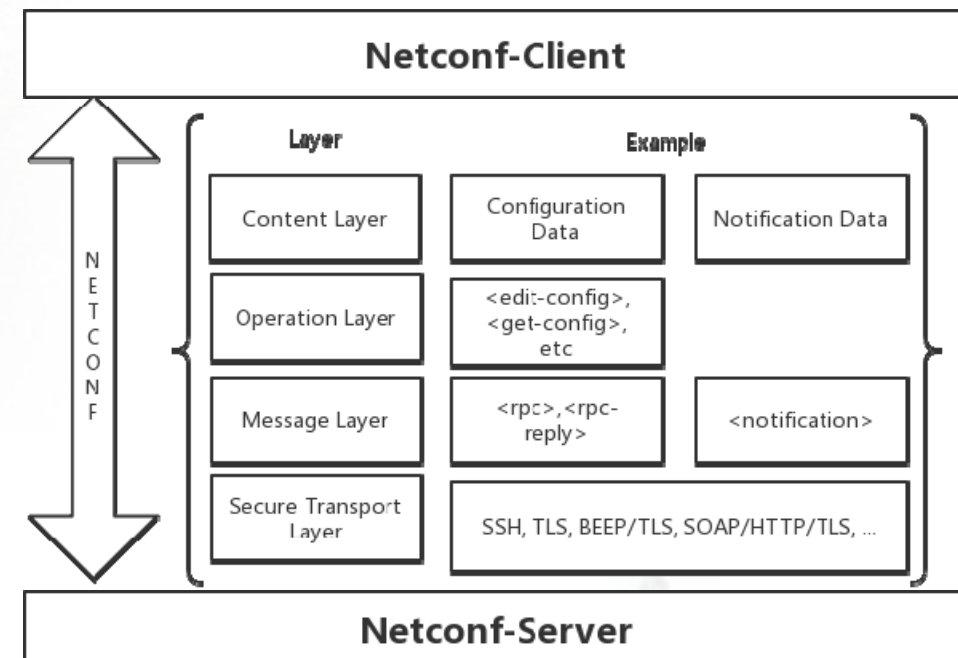 Netconf-Client
Layer
Example
Content Layer
Configuration
Data
Notification Data
NETCONF
Operation Layer
<edit-config>,
<get-config>,
etc
Message Layer
<rpc>,<rpc-
reply>
<notification>
Secure Transport
Layer
SSH, TLS, BEEP/TLS, SOAP/HTTP/TLS, ...
Netconf-Server